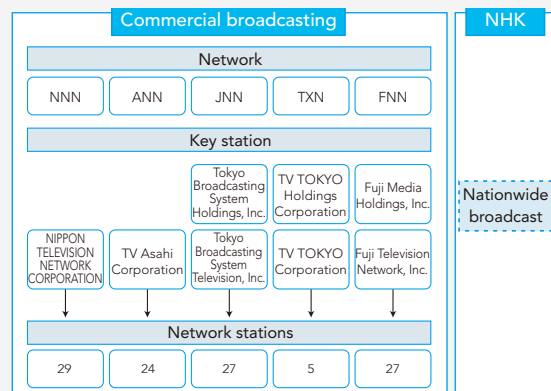 Commercial broadcasting
NHK
Network
NNN
ANN
JNN
TXN
FNN
Key station
Tokyo
Broadcasting
System
Holdings, Inc.
TV TOKYO
Holdings
Corporation
Fuji Media
Holdings, Inc.
Nationwide
broadcast
NIPPON
TELEVISION
NETWORK
CORPORATION
TV Asahi
Corporation
Tokyo
Broadcasting
System
Television, Inc.
TV TOKYO
Corporation
Fuji Television
Network, Inc.
Network stations
29
24
27
5
27